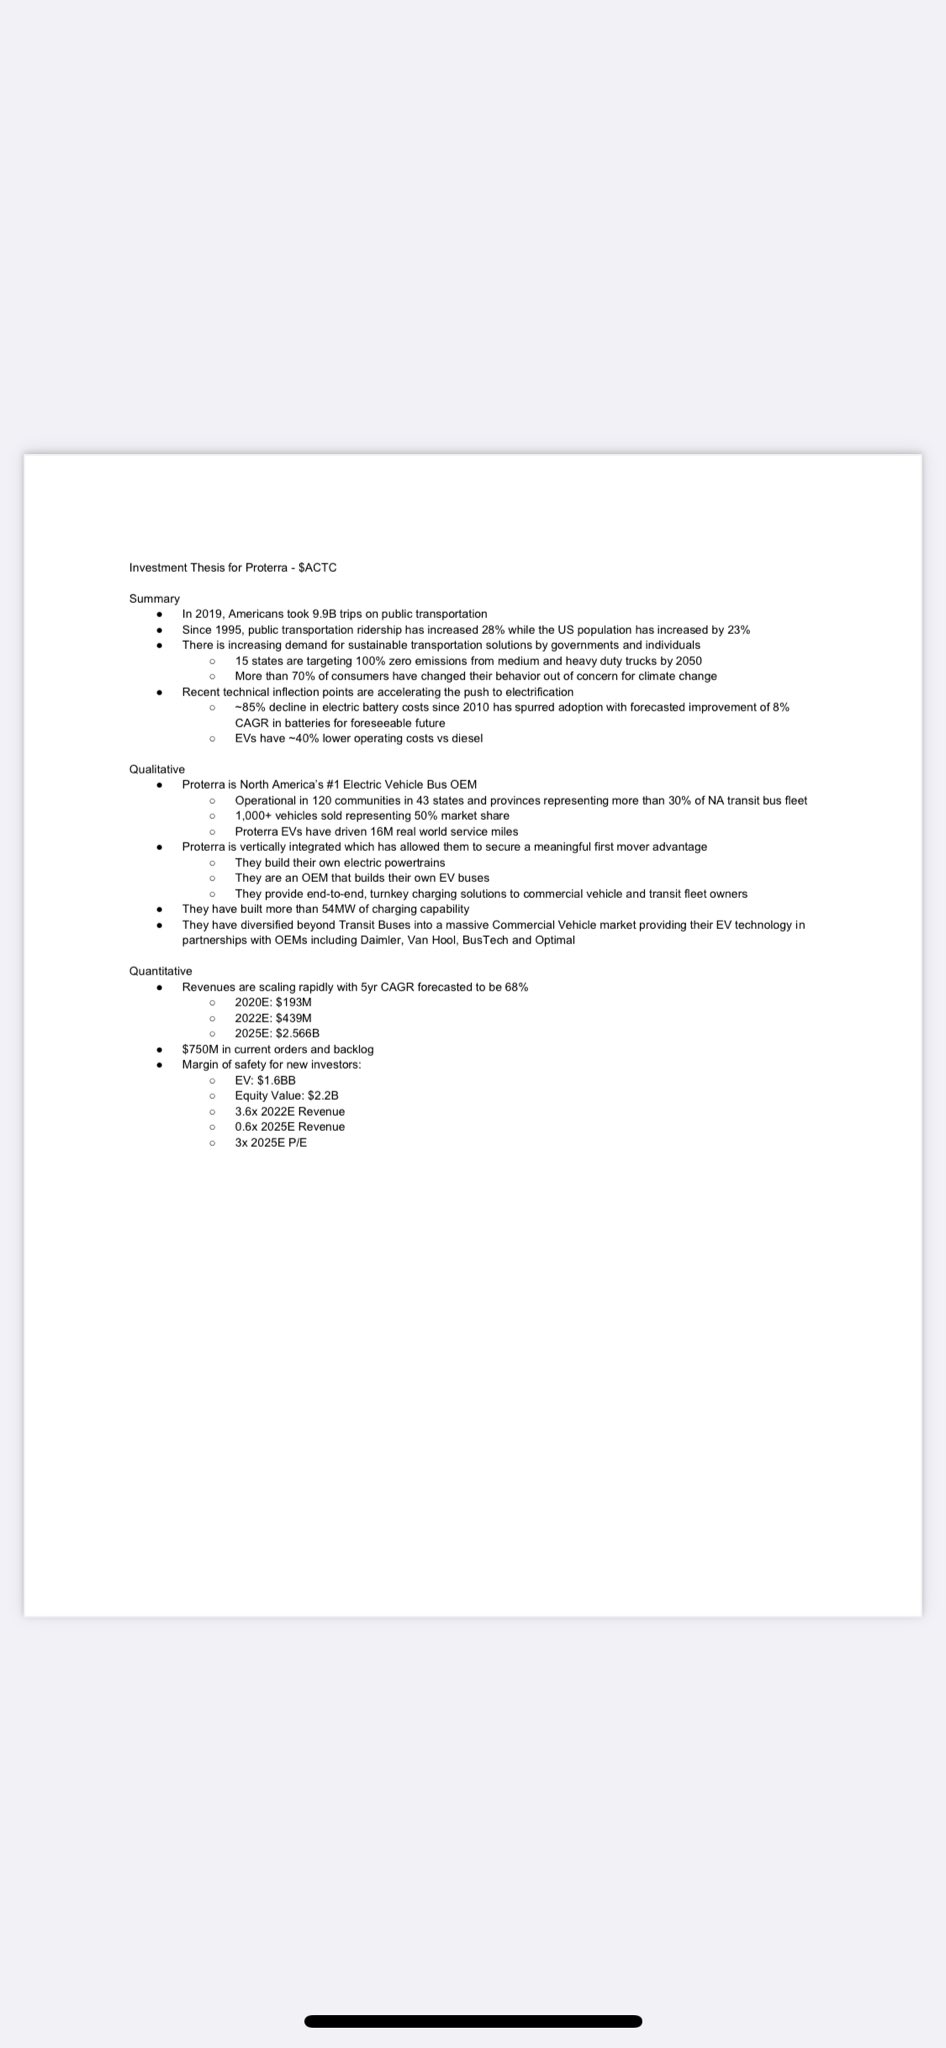 Investment Thesis for Proterra - $ACTC
Summary
● In 2019, Americans took 9.9B trips on public transportation
● Since 1995, public transportation ridership has increased 28% while the US population has increased by 23%
● There is increasing demand for sustainable transportation solutions by governments and individuals
○ 15 states are targeting 100% zero emissions from medium and heavy duty trucks by 2050
○ More than 70% of consumers have changed their behavior out of concern for climate change
● Recent technical inflection points are accelerating the push to electrification
○ ~85% decline in electric battery costs since 2010 has spurred adoption with forecasted improvement of 8%
CAGR in batteries for foreseeable future
○ EVs have ~40% lower operating costs vs diesel
Qualitative
● Proterra is North America's #1 Electric Vehicle Bus OEM
○ Operational in 120 communities in 43 states and provinces representing more than 30% of NA transit bus fleet
○ 1,000+ vehicles sold representing 50% market share
○ Proterra EVs have driven 16M real world service miles
● Proterra is vertically integrated which has allowed them to secure a meaningful first mover advantage
○ They build their own electric powertrains
○ They are an OEM that builds their own EV buses
○ They provide end-to-end, turnkey charging solutions to commercial vehicle and transit fleet owners
● They have built more than 54MW of charging capability
● They have diversified beyond Transit Buses into a massive Commercial Vehicle market providing their EV technology in
partnerships with OEMs including Daimler, Van Hool, BusTech and Optimal
Quantitative
● Revenues are scaling rapidly with 5yr CAGR forecasted to be 68%
○ 2020E: $193M
○ 2022E: $439M
○ 2025E: $2.566B
● $750M in current orders and backlog
● Margin of safety for new investors:
○ EV: $1.6BB
○ Equity Value: $2.2B
○ 3.6x 2022E Revenue
○ 0.6x 2025E Revenue
○ 3x 2025E P/E